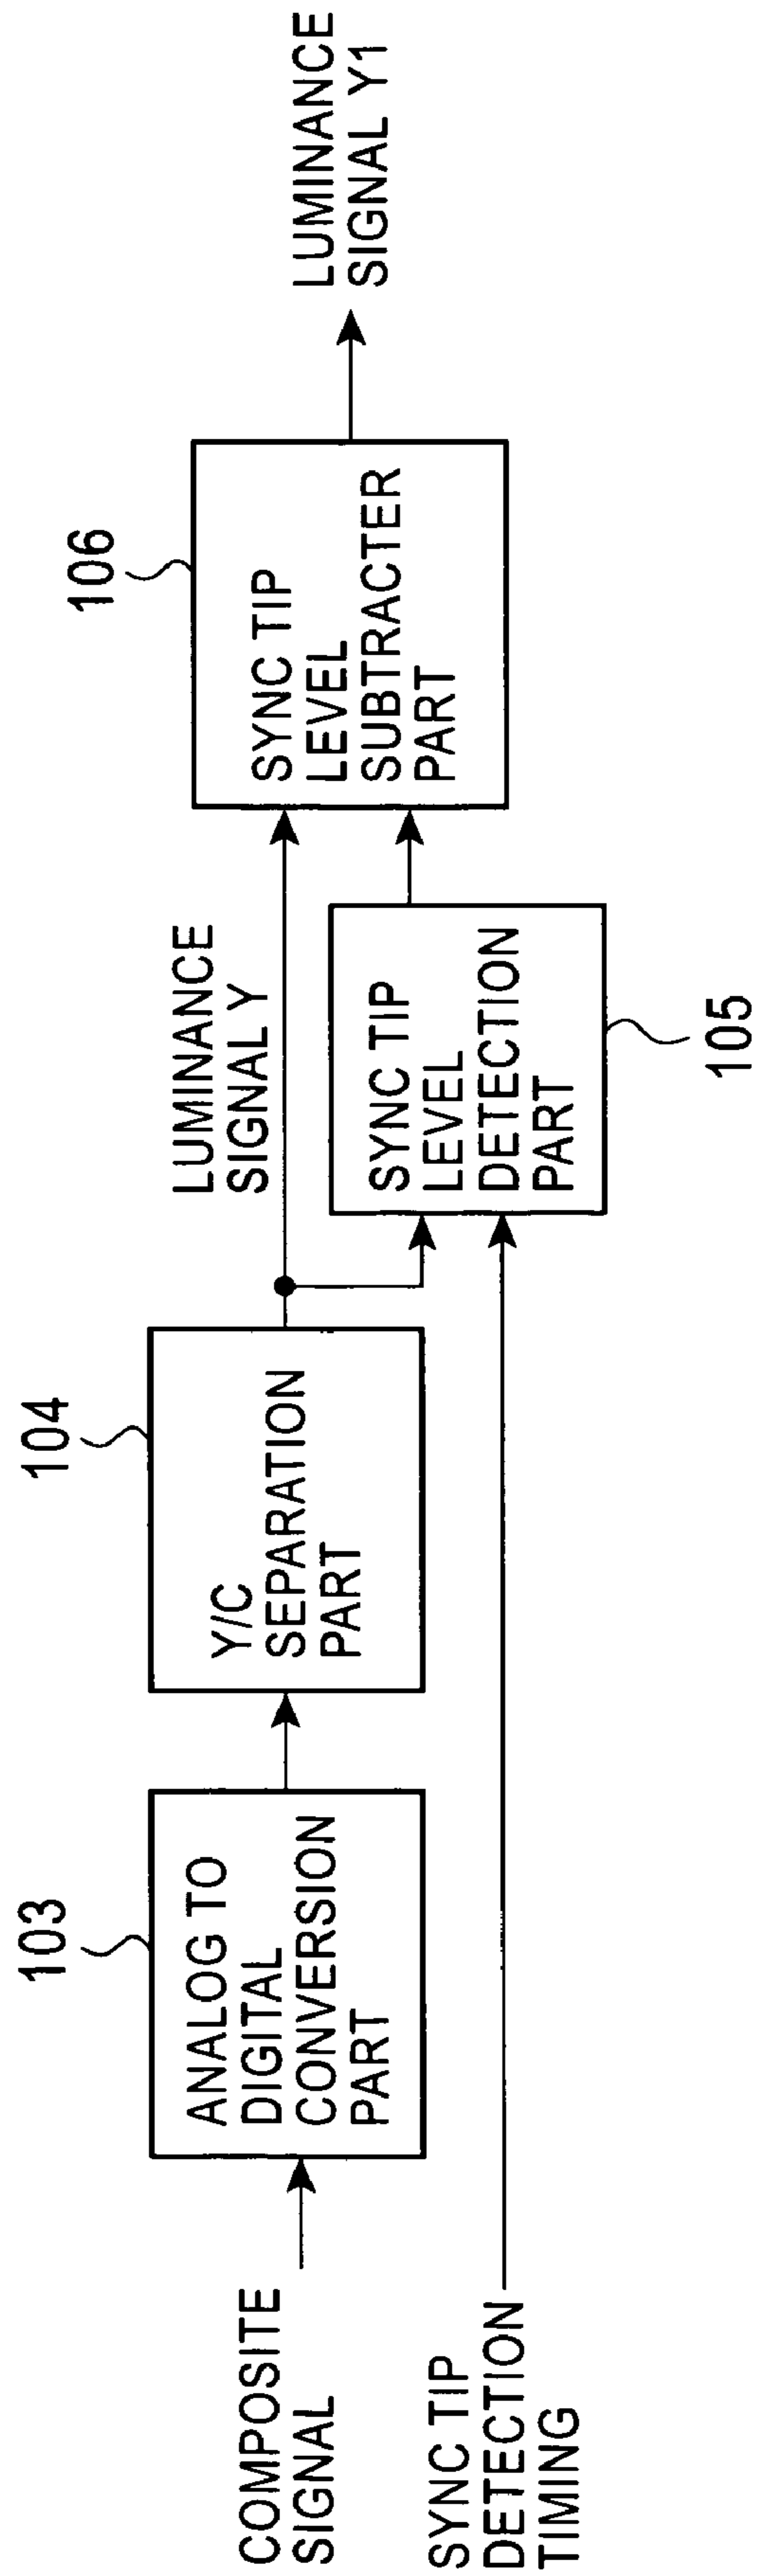 COMPOSITE
SIGNAL
SYNC TIP
DETECTION
TIMING
103
ANALOG TO
DIGITAL
CONVERSION
PART
104
Y/C
SEPARATION
PART
LUMINANCE
SIGNAL Y
SYNC TIP
LEVEL
DETECTION
PART
105
106
SYNC TIP
LEVEL
SUBTRACTER
PART
LUMINANCE
SIGNAL Y1